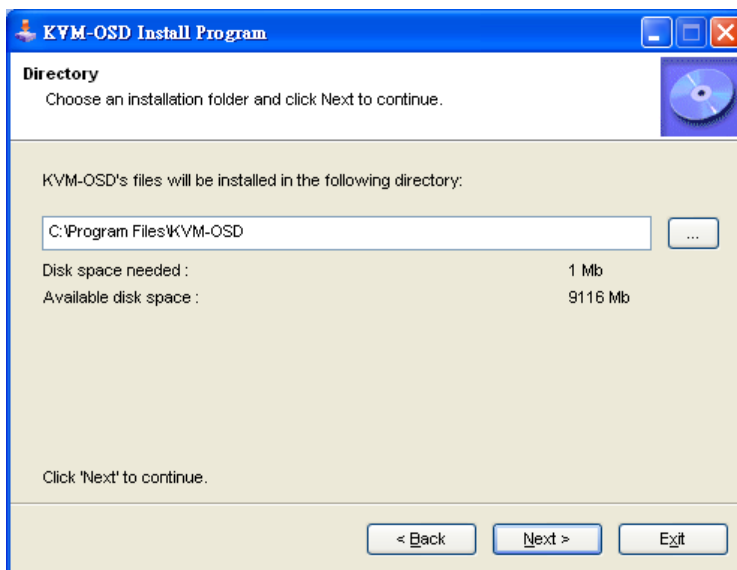 KVM-OSD Install Program
Directory
Choose an installation folder and click Next to continue.
KVM-OSD's files will be installed in the following directory:
C:\Program Files\KVM-OSD
...
Disk space needed : 1 Mb
Available disk space : 9116 Mb
Click 'Next' to continue.
< Back Next > Exit